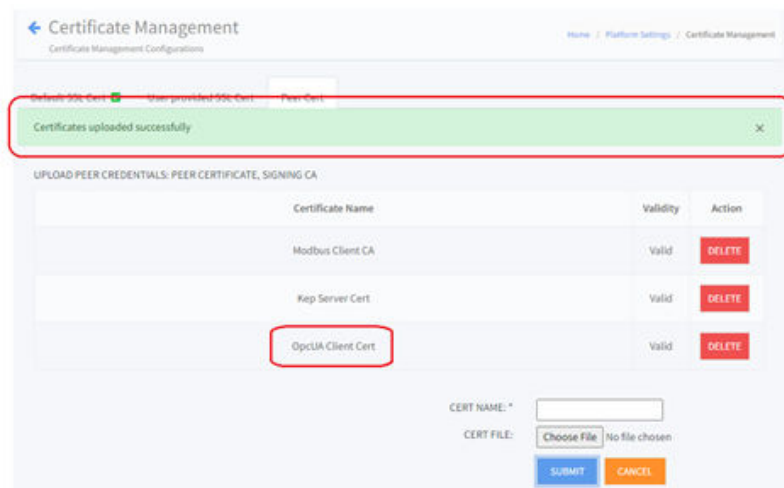 Certificate Management
Certificate Management Configurations
Home / Platform Settings / Certificate Management
Default SSL Cert User provided SSL Cert Peer Cert
Certificates uploaded successfully ×
UPLOAD PEER CREDENTIALS: PEER CERTIFICATE, SIGNING CA
Certificate Name Validity Action
Modbus Client CA Valid DELETE
Kep Server Cert Valid DELETE
OpcUA Client Cert Valid DELETE
CERT NAME: *
CERT FILE: Choose File No file chosen
SUBMIT CANCEL